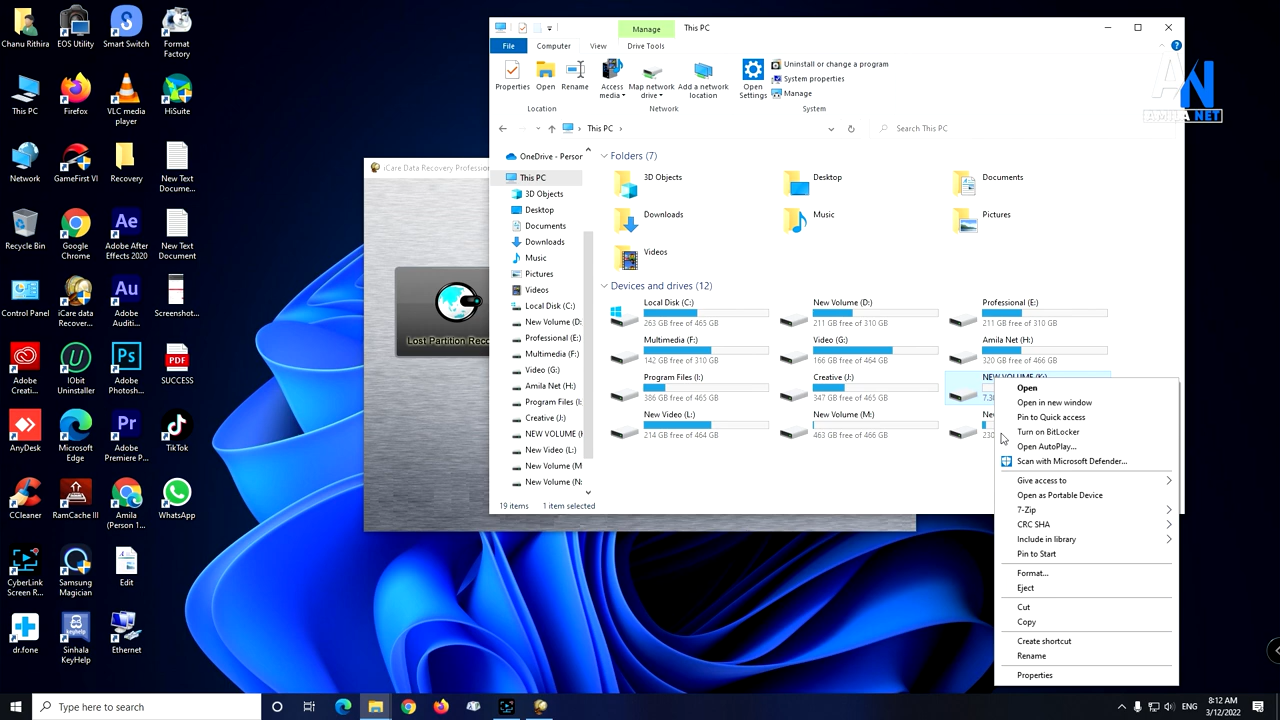 Chanu Rithira
EOS Utility
Smart Switch
Format
Factory
This PC
Firefox
VLC media
player
HiSuite
Network
GameFirst VI
Recovery
New Text
Docume...
Recycle Bin
Google
Chrome
Adobe After
Effects 2020
New Text
Document
Control Panel
iCare data
Recover...
Adobe
Auditi...
Screenshot...
Adobe
Creati...
IObit
Uninstaller
Adobe
Photosh...
SUCCESS
AnyDesk
Microsoft
Edge
Adobe
Premiere P...
TikTok
CCleaner
RamCache III
Amila
(Person 1...
WhatsApp
CyberLink
Screen R...
Samsung
Magician
Edit
dr.fone
Sinhala
KeyHelp
Ethernet
iCare Data Recovery Profession
Lost Partition Reco
Manage
This PC
File
Computer
View
Drive Tools
Properties
Open
Rename
Access
media
Map network
drive
Add a network
location
Open
Settings
Uninstall or change a program
System properties
Manage
Location
Network
System
This PC
Search This PC
AN
AMILA NET
OneDrive - Person
This PC
3D Objects
Desktop
Documents
Downloads
Music
Pictures
Videos
Local Disk (C:)
New Volume (D:
Professional (E:)
Multimedia (F:)
Video (G:)
Amila Net (H:)
Program Files (I:
Creative (J:)
NEW VOLUME (
New Video (L:)
New Volume (M
New Volume (N:
Folders (7)
3D Objects
Desktop
Documents
Downloads
Music
Pictures
Videos
Devices and drives (12)
Local Disk (C:)
263 GB free of 465 GB
New Volume (D:)
211 GB free of 310 GB
Professional (E:)
211 GB free of 310 GB
Multimedia (F:)
142 GB free of 310 GB
Video (G:)
166 GB free of 464 GB
Amila Net (H:)
320 GB free of 466 GB
Program Files (I:)
386 GB free of 465 GB
Creative (J:)
347 GB free of 465 GB
NEW VOLUME (K:)
7.3
New Video (L:)
214 GB free of 464 GB
New Volume (M:)
463 GB free of 466 GB
Ne
230
19 items
1 item selected
Open
Open in new window
Pin to Quick access
Turn on BitLocker
Open AutoPlay...
Scan with Microsoft Defender...
Give access to
Open as Portable Device
7-Zip
CRC SHA
Include in library
Pin to Start
Format...
Eject
Cut
Copy
Create shortcut
Rename
Properties
Type here to search
ENG
8:12 AM
3/12/2022